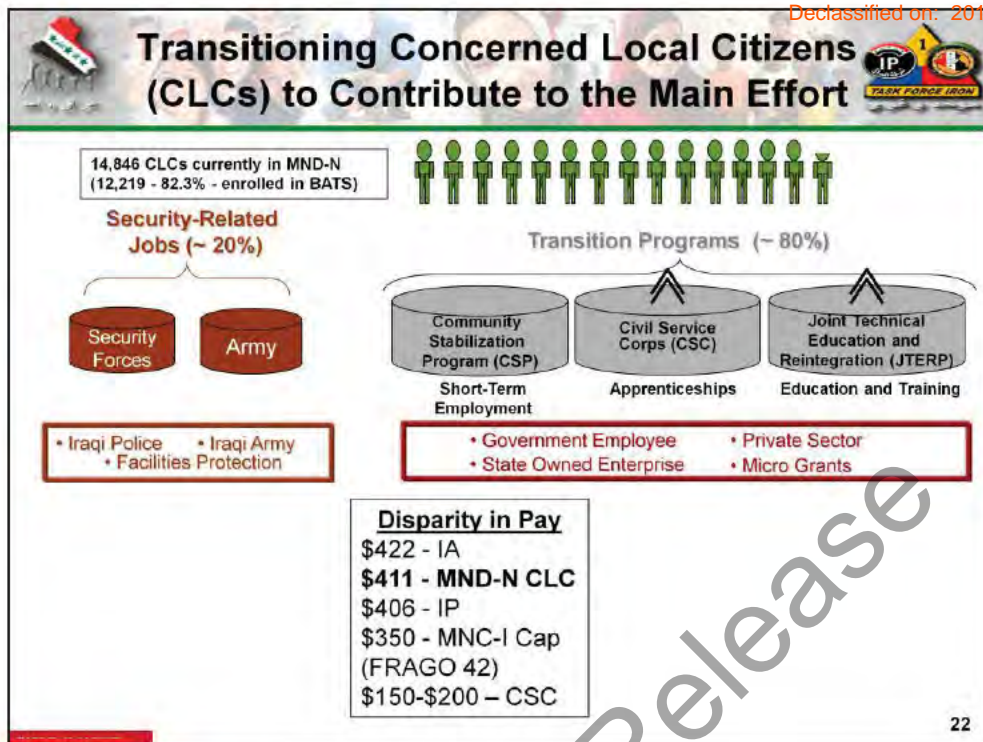 Declassified on: 201
Transitioning Concerned Local Citizens
(CLCs) to Contribute to the Main Effort
IP
1
TASK FORCE IRON
14,846 CLCs currently in MND-N
(12,219 - 82.3% - enrolled in BATS)
Security-Related
Jobs (~ 20%)
Transition Programs (~ 80%)
Security
Forces
Army
Community
Stabilization
Program (CSP)
Civil Service
Corps (CSC)
Joint Technical
Education and
Reintegration (JTERP)
Short-Term
Employment
Apprenticeships
Education and Training
• Iraqi Police • Iraqi Army
• Facilities Protection
• Government Employee • Private Sector
• State Owned Enterprise • Micro Grants
Disparity in Pay
$422 - IA
$411 - MND-N CLC
$406 - IP
$350 - MNC-I Cap
(FRAGO 42)
$150-$200 – CSC
Release
22